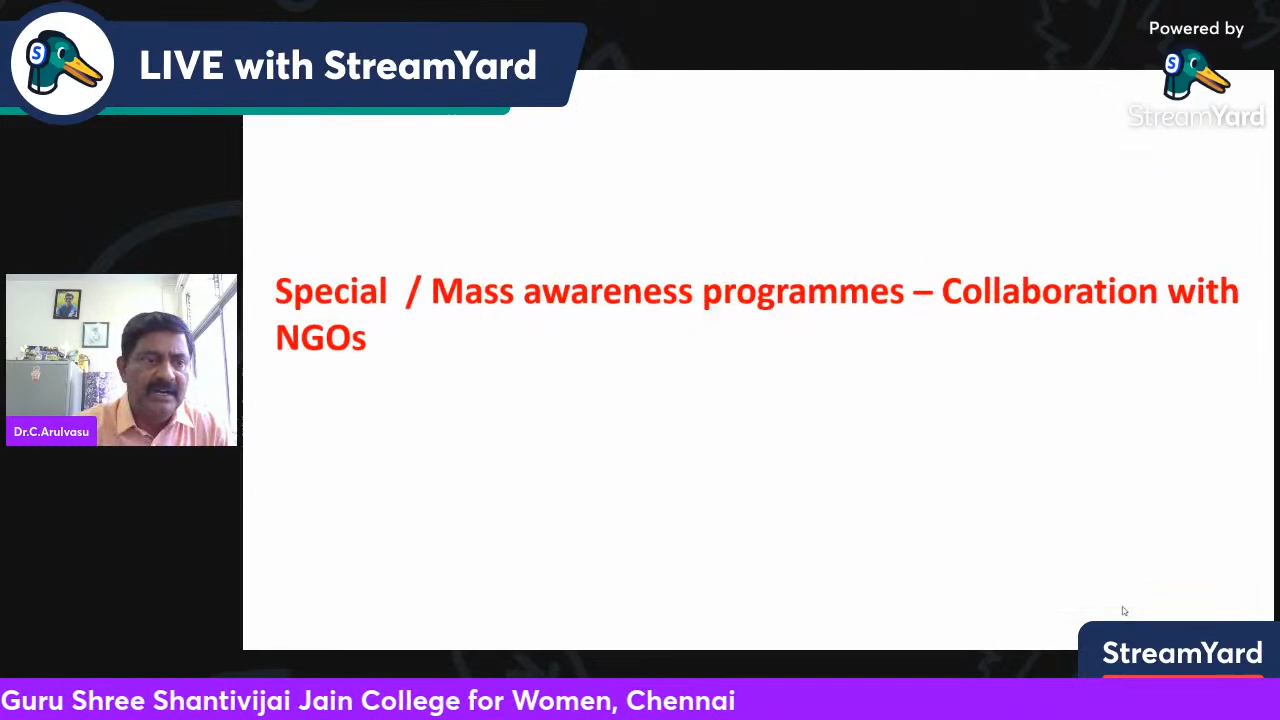 LIVE with StreamYard
Powered by
StreamYard
Special / Mass awareness programmes – Collaboration with
NGOs
Dr.C.Arulvasu
StreamYard
Guru Shree Shantivijai Jain College for Women, Chennai